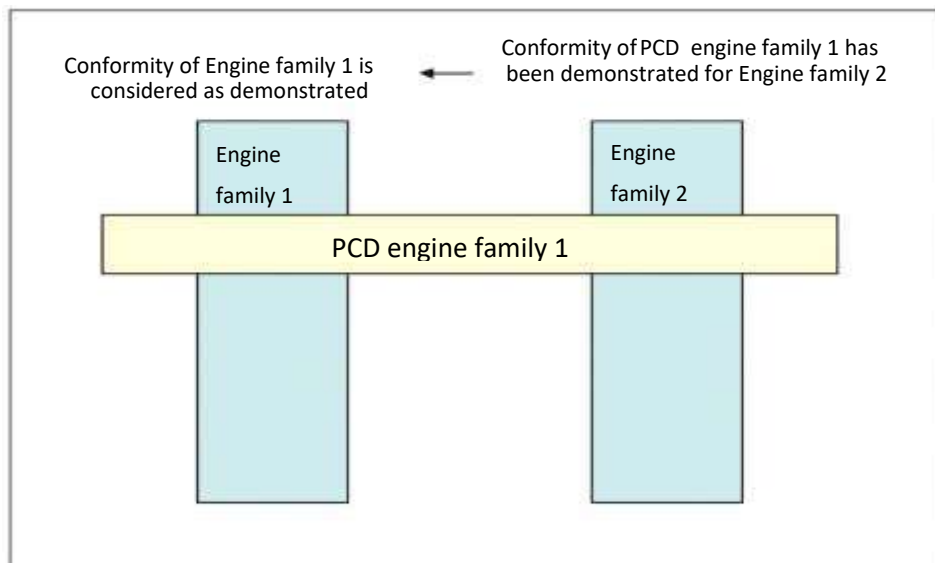 Conformity of Engine family 1 is
considered as demonstrated
Conformity of PCD engine family 1 has
been demonstrated for Engine family 2
Engine
family 1
Engine
family 2
PCD engine family 1